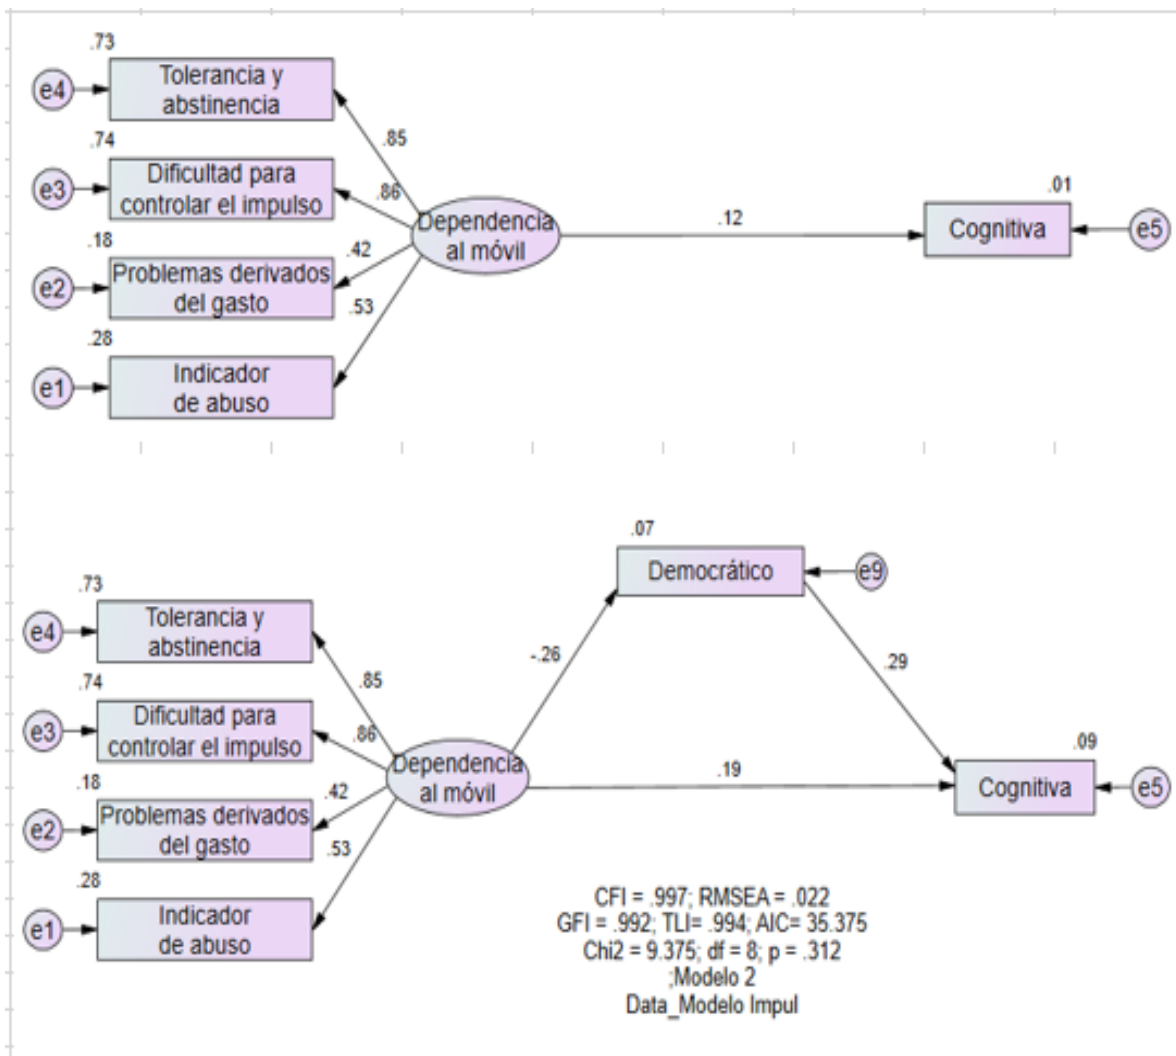 .73
e4
Tolerancia y
abstinencia
.85
.74
e3
Dificultad para
controlar el impulso
.86
.18
e2
Problemas derivados
del gasto
.42
.28
e1
Indicador
de abuso
.53
Dependencia
al móvil
.12
.01
Cognitiva
e5
.07
Democrático
e9
.73
e4
Tolerancia y
abstinencia
.85
-.26
.29
.74
e3
Dificultad para
controlar el impulso
.86
.18
e2
Problemas derivados
del gasto
.42
.28
e1
Indicador
de abuso
.53
Dependencia
al móvil
.19
.09
Cognitiva
e5
CFI = .997; RMSEA = .022
GFI = .992; TLI= .994; AIC= 35.375
Chi2 = 9.375; df = 8; p = .312
;Modelo 2
Data_Modelo Impul